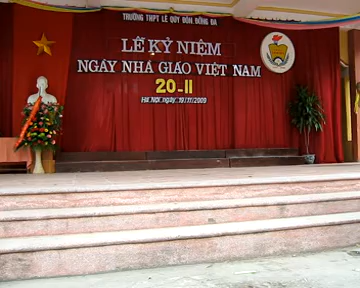 TRƯỜNG THPT LÊ QUÝ ĐÔN ĐỐNG ĐA
LỄ KỶ NIỆM
NGÀY NHÀ GIÁO VIỆT NAM
20-11
Hà Nội, ngày 19/11/2009